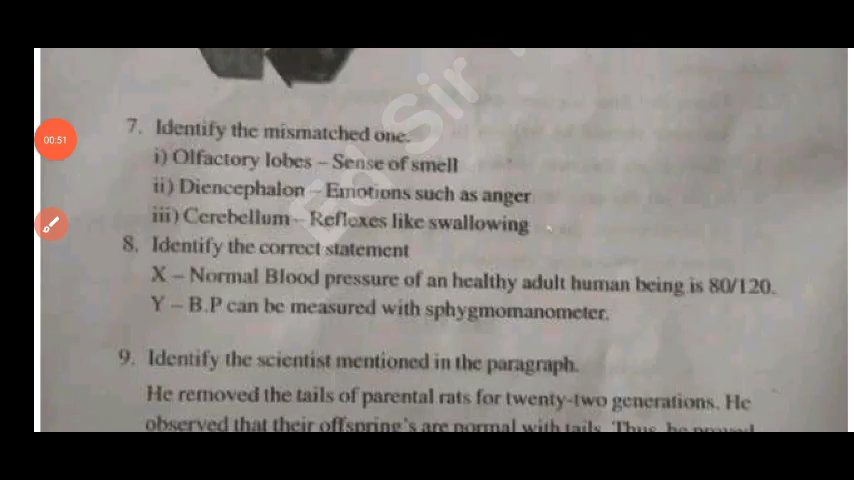 Ed Sir
7. Identify the mismatched one.
00:51
i) Olfactory lobes – Sense of smell
ii) Diencephalon – Emotions such as anger
iii) Cerebellum – Reflexes like swallowing
8. Identify the correct statement
X – Normal Blood pressure of an healthy adult human being is 80/120.
Y – B.P can be measured with sphygmomanometer.
9. Identify the scientist mentioned in the paragraph.
He removed the tails of parental rats for twenty-two generations. He
observed that their offspring's are normal with tails. Thus, he proved